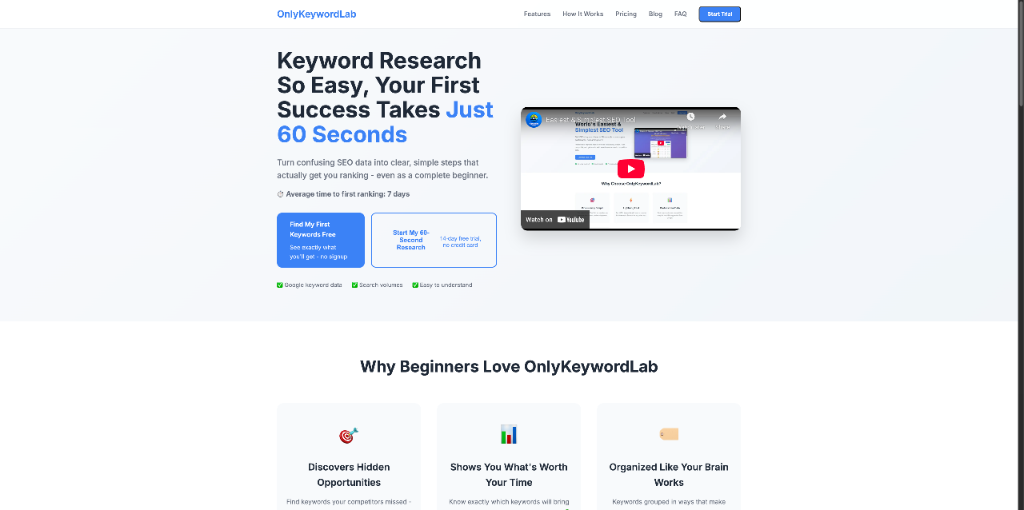 OnlyKeywordLab
Features How It Works Pricing Blog FAQ Start Trial
Keyword Research
So Easy, Your First
Success Takes Just
60 Seconds
Turn confusing SEO data into clear, simple steps that
actually get you ranking - even as a complete beginner.
⏱ Average time to first ranking: 7 days
Find My First
Keywords Free
See exactly what
you'll get - no signup
Start My 60-
Second
Research
14-day free trial,
no credit card
✅ Google keyword data ✅ Search volumes ✅ Easy to understand
Easiest & Simplest SEO Tool
World's Easiest &
Simplest SEO Tool
Why Choose OnlyKeywordLab?
Watch on YouTube
Why Beginners Love OnlyKeywordLab
Discovers Hidden
Opportunities
Find keywords your competitors missed -
Shows You What's Worth
Your Time
Know exactly which keywords will bring
Organized Like Your Brain
Works
Keywords grouped in ways that make